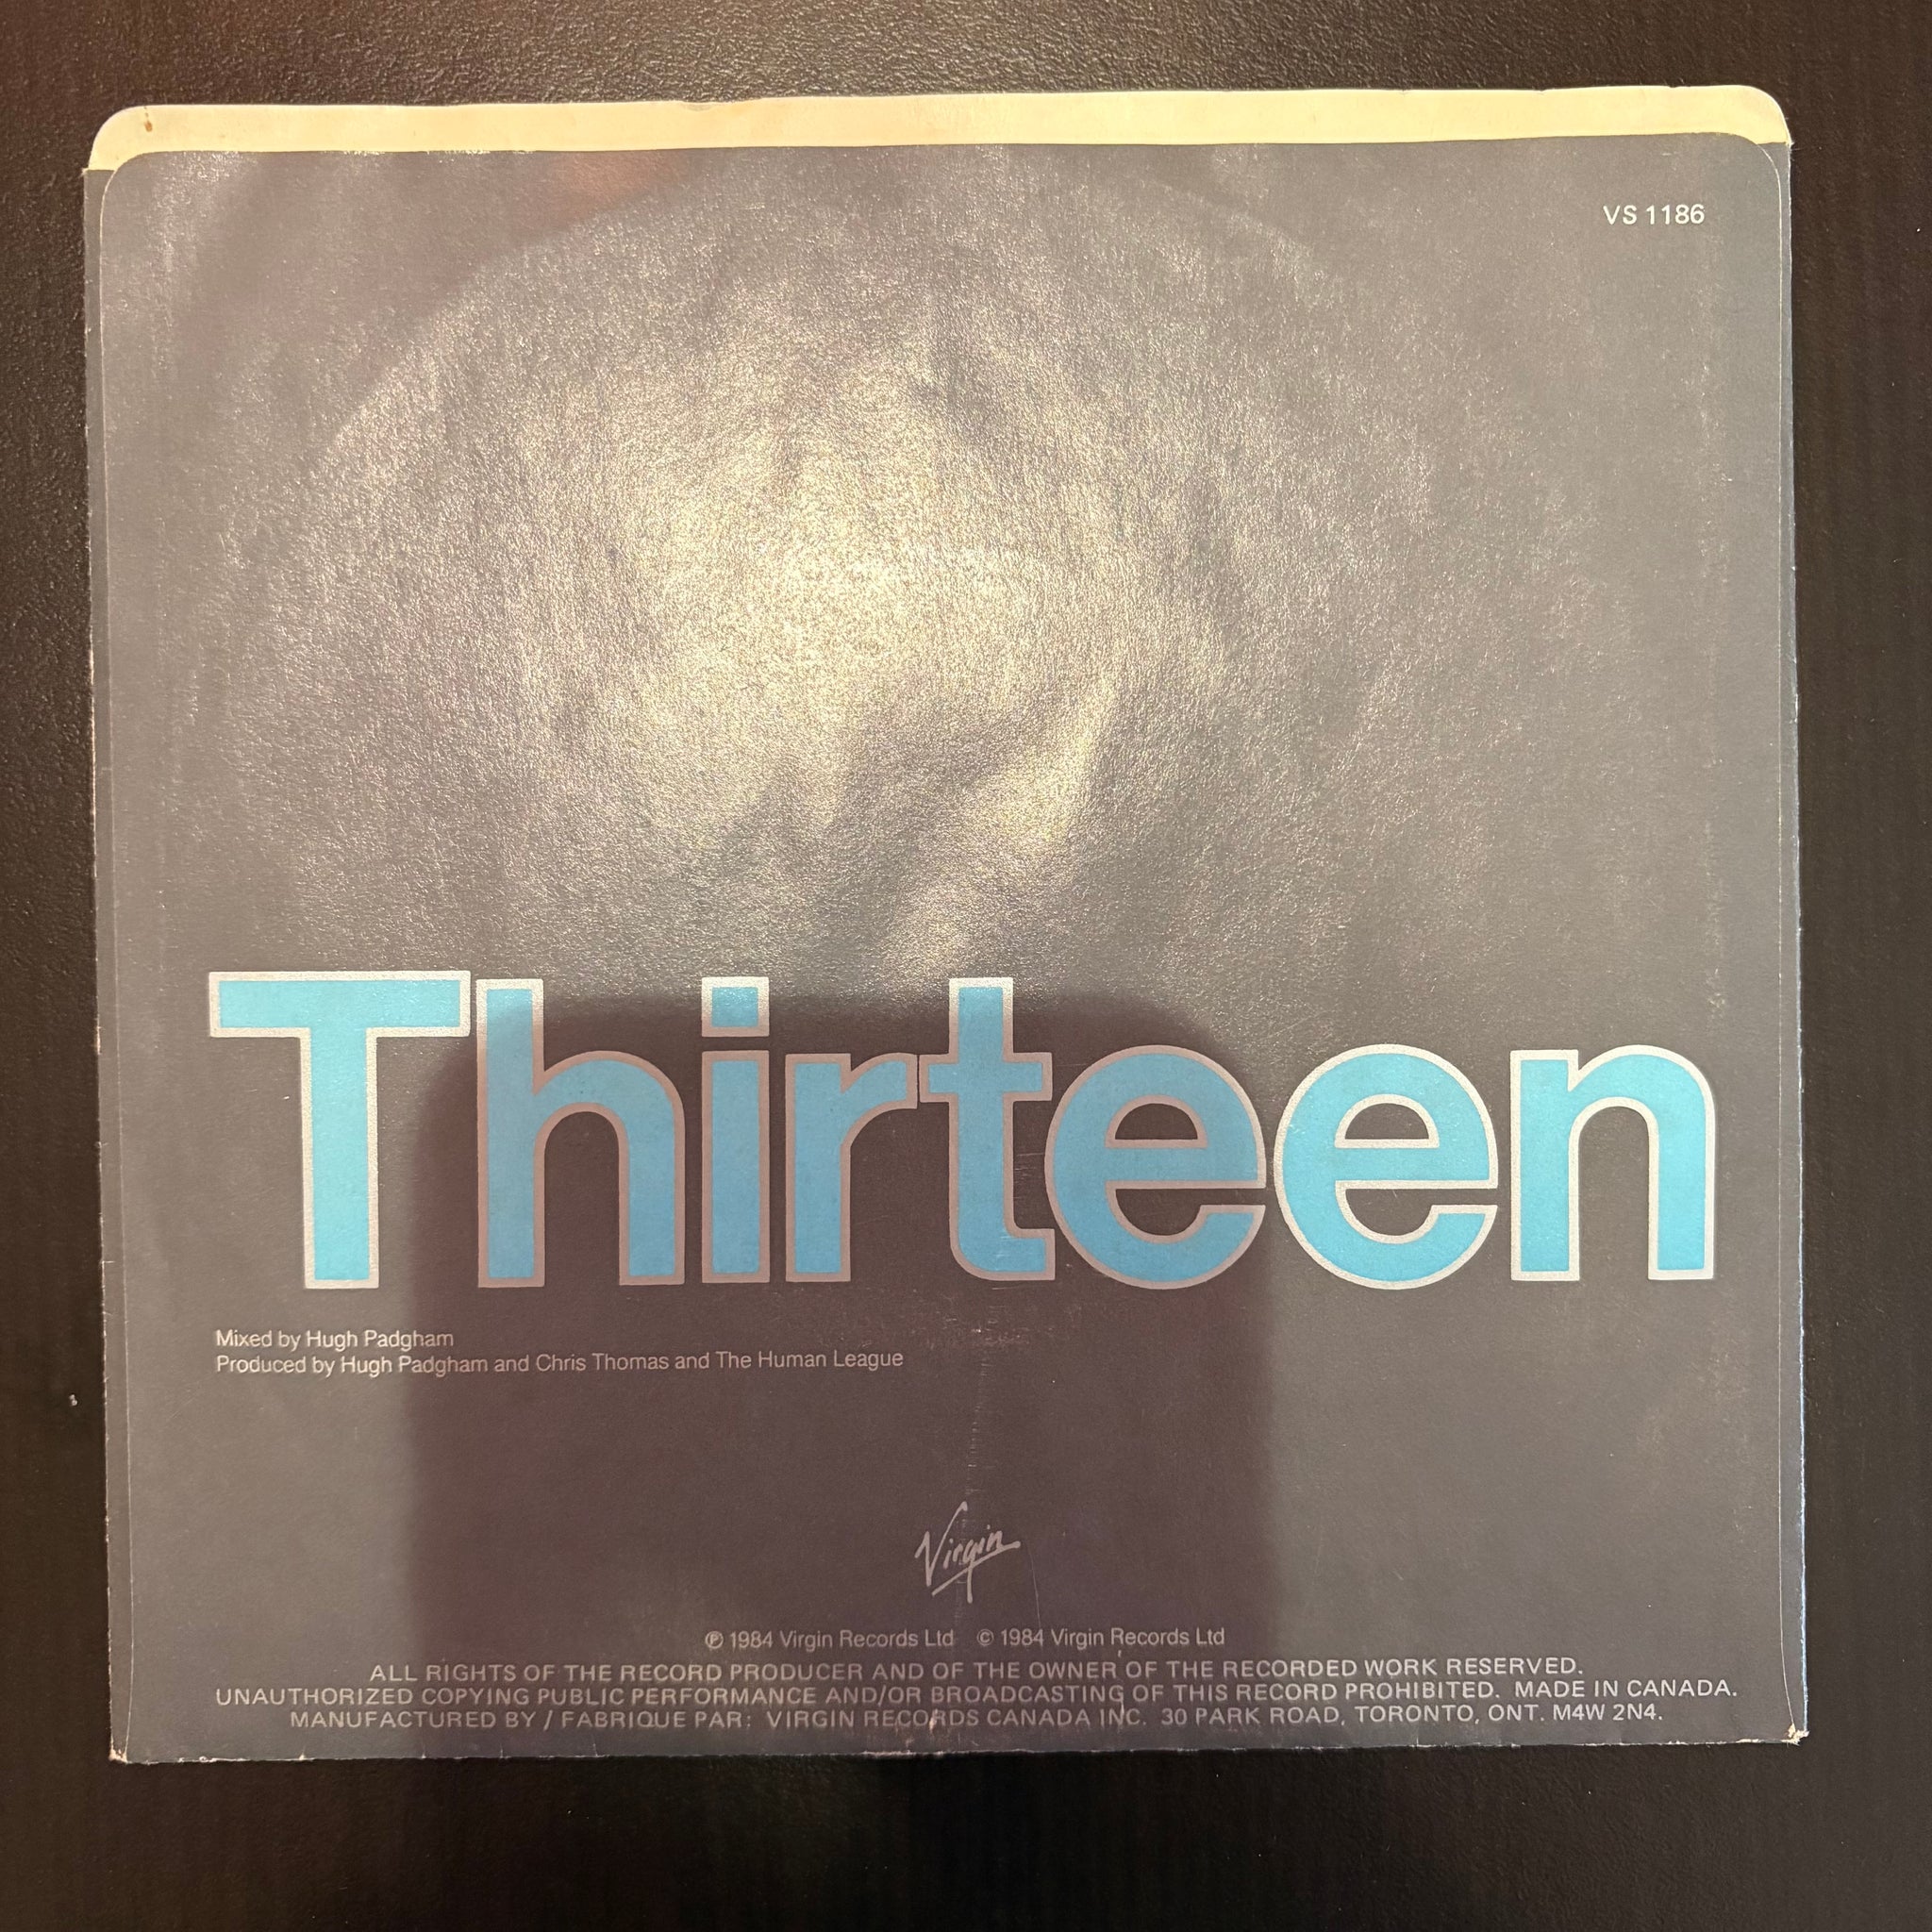 VS 1186
Thirteen
Mixed by Hugh Padgham
Produced by Hugh Padgham and Chris Thomas and The Human League
Virgin
℗ 1984 Virgin Records Ltd © 1984 Virgin Records Ltd
ALL RIGHTS OF THE RECORD PRODUCER AND OF THE OWNER OF THE RECORDED WORK RESERVED.
UNAUTHORIZED COPYING PUBLIC PERFORMANCE AND/OR BROADCASTING OF THIS RECORD PROHIBITED. MADE IN CANADA.
MANUFACTURED BY / FABRIQUE PAR: VIRGIN RECORDS CANADA INC. 30 PARK ROAD, TORONTO, ONT. M4W 2N4.